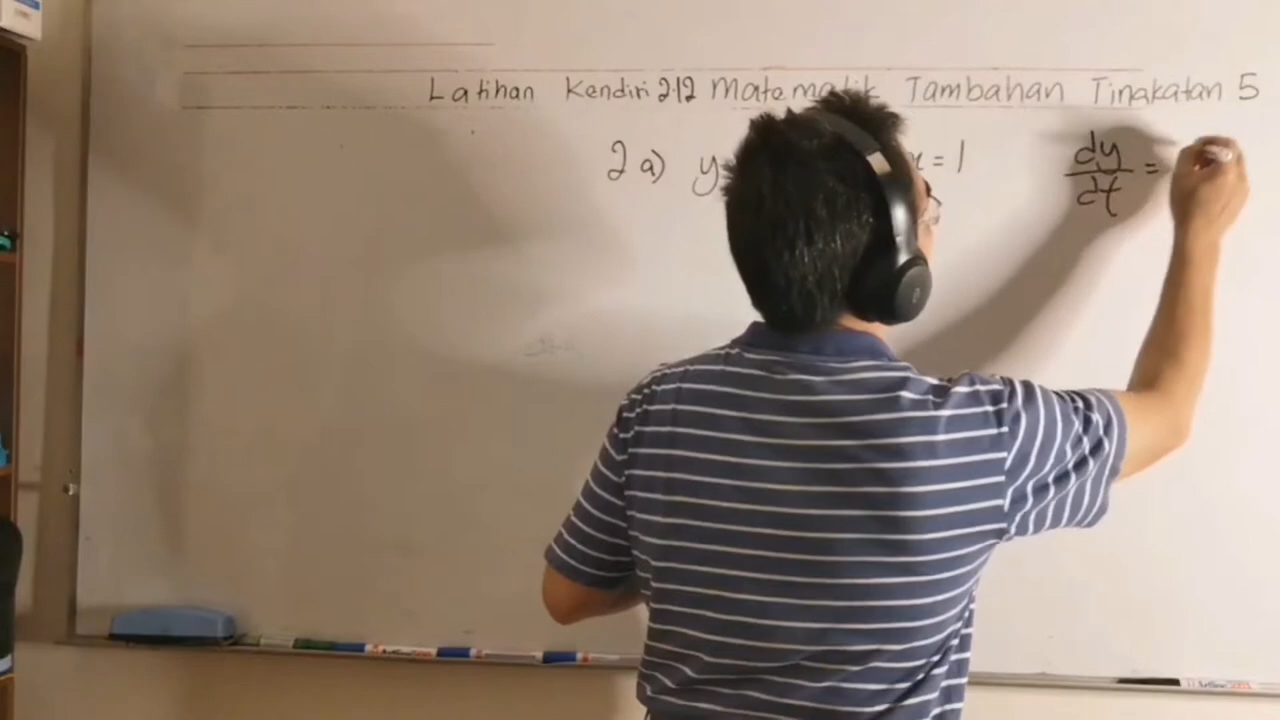 Latihan Kendiri 2.12 Matematik Tambahan Tingkatan 5
2 a) y = 1
dy
dt =